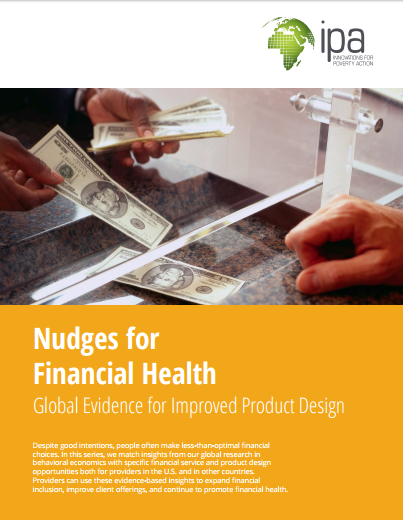 ipa
INNOVATIONS FOR
POVERTY ACTION
Nudges for
Financial Health
Global Evidence for Improved Product Design
Despite good intentions, people often make less-than-optimal financial
choices. In this series, we match insights from our global research in
behavioral economics with specific financial service and product design
opportunities both for providers in the U.S. and in other countries.
Providers can use these evidence-based insights to expand financial
inclusion, improve client offerings, and continue to promote financial health.